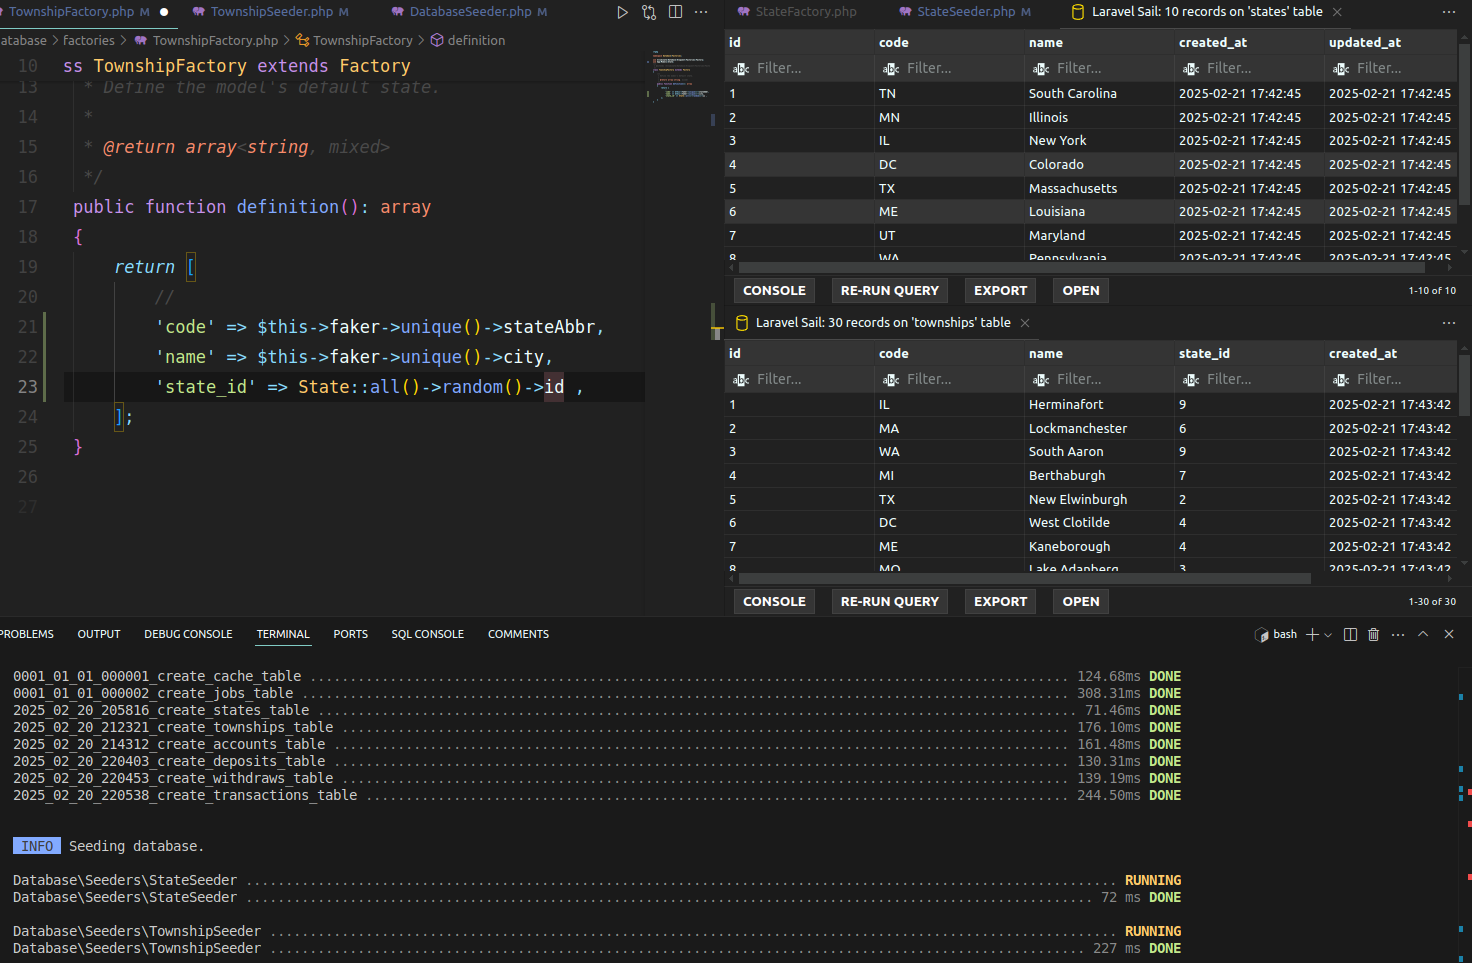 TownshipFactory.php M ●
TownshipSeeder.php M
DatabaseSeeder.php M
atabase > factories > TownshipFactory.php > TownshipFactory > definition
10 ss TownshipFactory extends Factory
13 * Define the model's default state.
14 *
15 * @return array<string, mixed>
16 */
17 public function definition(): array
18 {
19 return [
20 //
21 'code' => $this->faker->unique()->stateAbbr,
22 'name' => $this->faker->unique()->city,
23 'state_id' => State::all()->random()->id ,
24 ];
25 }
26
27
StateFactory.php
StateSeeder.php M
Laravel Sail: 10 records on 'states' table
id code name created_at updated_at
Filter... Filter... Filter... Filter... Filter...
1 TN South Carolina 2025-02-21 17:42:45 2025-02-21 17:42:45
2 MN Illinois 2025-02-21 17:42:45 2025-02-21 17:42:45
3 IL New York 2025-02-21 17:42:45 2025-02-21 17:42:45
4 DC Colorado 2025-02-21 17:42:45 2025-02-21 17:42:45
5 TX Massachusetts 2025-02-21 17:42:45 2025-02-21 17:42:45
6 ME Louisiana 2025-02-21 17:42:45 2025-02-21 17:42:45
7 UT Maryland 2025-02-21 17:42:45 2025-02-21 17:42:45
8 WA Pennsylvania 2025-02-21 17:42:45 2025-02-21 17:42:45
CONSOLE RE-RUN QUERY EXPORT OPEN 1-10 of 10
Laravel Sail: 30 records on 'townships' table
id code name state_id created_at
Filter... Filter... Filter... Filter... Filter...
1 IL Herminafort 9 2025-02-21 17:43:42
2 MA Lockmanchester 6 2025-02-21 17:43:42
3 WA South Aaron 9 2025-02-21 17:43:42
4 MI Berthaburgh 7 2025-02-21 17:43:42
5 TX New Elwinburgh 2 2025-02-21 17:43:42
6 DC West Clotilde 4 2025-02-21 17:43:42
7 ME Kaneborough 4 2025-02-21 17:43:42
8 MO Lake Adanberg 3 2025-02-21 17:43:42
CONSOLE RE-RUN QUERY EXPORT OPEN 1-30 of 30
PROBLEMS OUTPUT DEBUG CONSOLE TERMINAL PORTS SQL CONSOLE COMMENTS bash
0001_01_01_000001_create_cache_table ........ 124.68ms DONE
0001_01_01_000002_create_jobs_table ........ 308.31ms DONE
2025_02_20_205816_create_states_table ........ 71.46ms DONE
2025_02_20_212321_create_townships_table ........ 176.10ms DONE
2025_02_20_214312_create_accounts_table ........ 161.48ms DONE
2025_02_20_220403_create_deposits_table ........ 130.31ms DONE
2025_02_20_220453_create_withdraws_table ........ 139.19ms DONE
2025_02_20_220538_create_transactions_table ........ 244.50ms DONE
INFO Seeding database.
Database\Seeders\StateSeeder ........ RUNNING
Database\Seeders\StateSeeder ........ 72 ms DONE
Database\Seeders\TownshipSeeder ........ RUNNING
Database\Seeders\TownshipSeeder ........ 227 ms DONE